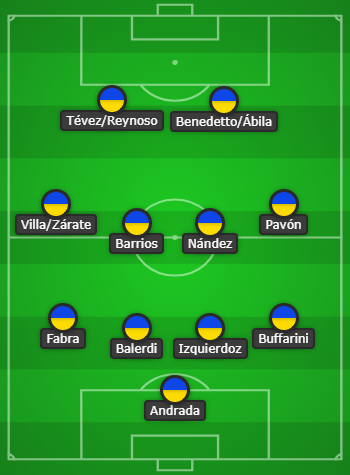 Tévez/Reynoso
Benedetto/Ábila
Villa/Zárate
Pavón
Barrios
Nández
Fabra
Buffarini
Balerdi
Izquierdoz
Andrada